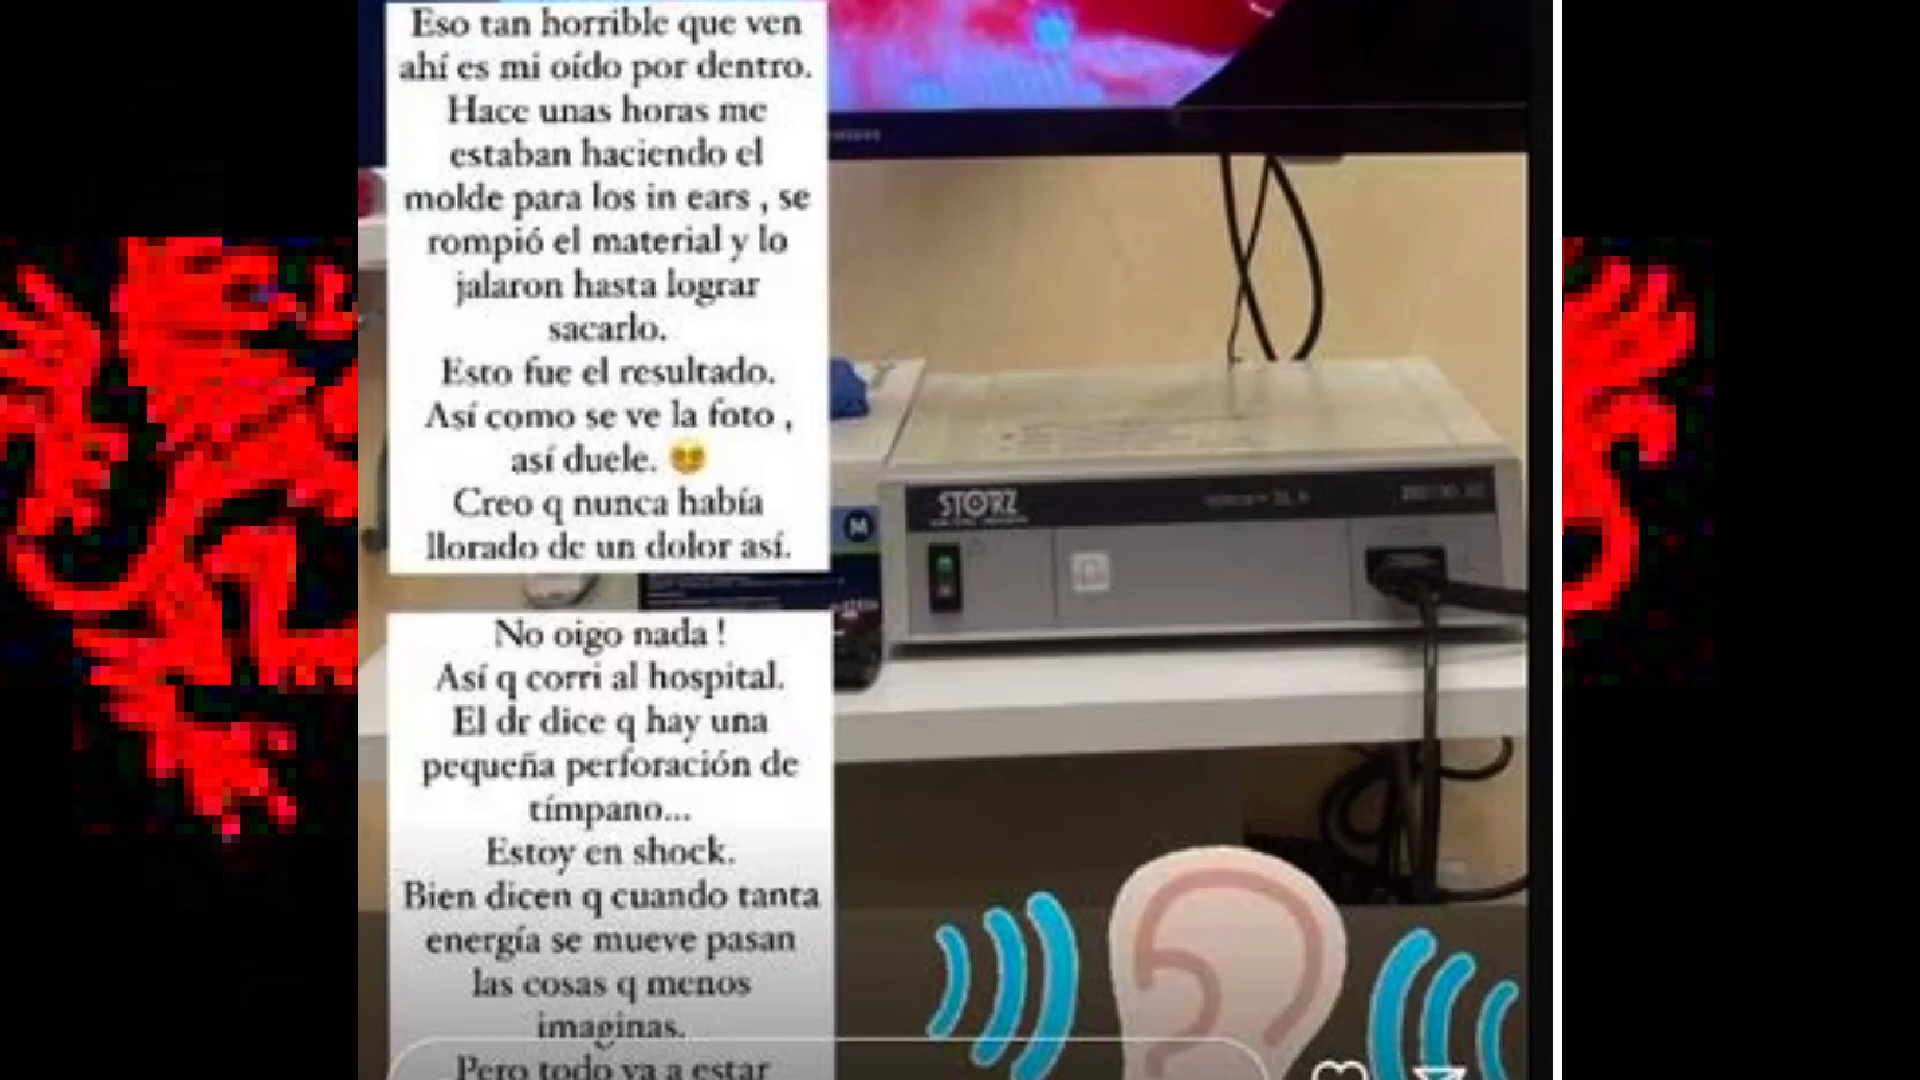 Eso tan horrible que ven
ahí es mi oído por dentro.
Hace unas horas me
estaban haciendo el
molde para los in ears , se
rompió el material y lo
jalaron hasta lograr
sacarlo.
Esto fue el resultado.
Así como se ve la foto ,
así duele.
Creo q nunca había
llorado de un dolor así.
No oigo nada !
Así q corri al hospital.
El dr dice q hay una
pequeña perforación de
tímpano...
Estoy en shock.
Bien dicen q cuando tanta
energía se mueve pasan
las cosas q menos
imaginas.
Pero todo va a estar
STORZ
M